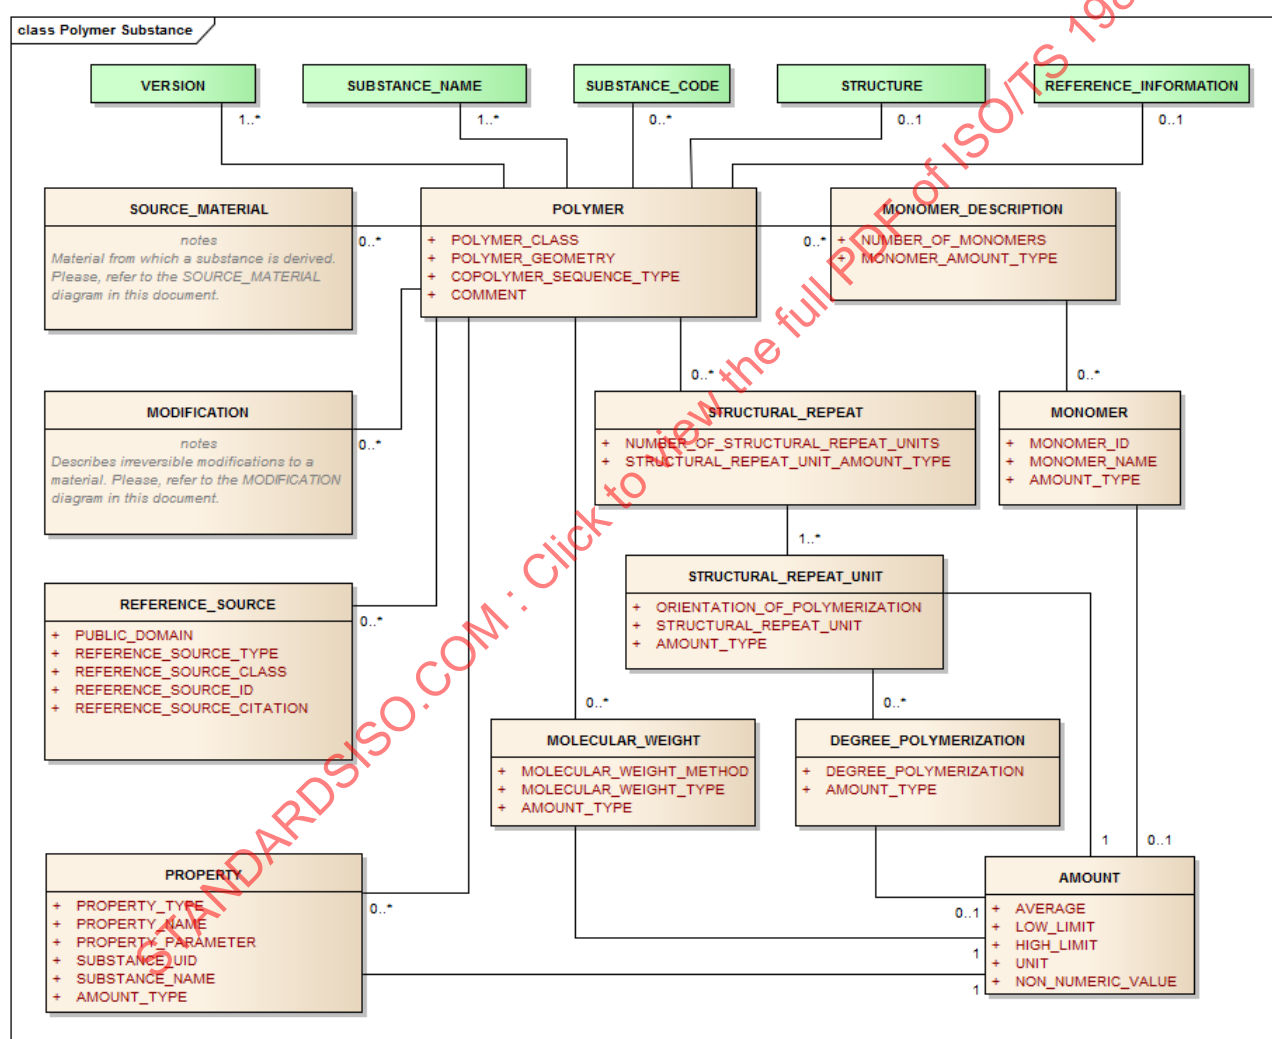 class Polymer Substance
VERSION
1..*
SUBSTANCE_NAME
1..*
SUBSTANCE_CODE
0..*
STRUCTURE
0..1
REFERENCE_INFORMATION
0..1
SOURCE_MATERIAL
notes
Material from which a substance is derived.
Please, refer to the SOURCE_MATERIAL
diagram in this document.
0..*
POLYMER
+ POLYMER_CLASS
+ POLYMER_GEOMETRY
+ COPOLYMER_SEQUENCE_TYPE
+ COMMENT
0..*
MONOMER_DESCRIPTION
+ NUMBER_OF_MONOMERS
+ MONOMER_AMOUNT_TYPE
MODIFICATION
notes
Describes irreversible modifications to a
material. Please, refer to the MODIFICATION
diagram in this document.
0..*
0..*
STRUCTURAL_REPEAT
+ NUMBER_OF_STRUCTURAL_REPEAT_UNITS
+ STRUCTURAL_REPEAT_UNIT_AMOUNT_TYPE
0..*
MONOMER
+ MONOMER_ID
+ MONOMER_NAME
+ AMOUNT_TYPE
1..*
STRUCTURAL_REPEAT_UNIT
+ ORIENTATION_OF_POLYMERIZATION
+ STRUCTURAL_REPEAT_UNIT
+ AMOUNT_TYPE
REFERENCE_SOURCE
+ PUBLIC_DOMAIN
+ REFERENCE_SOURCE_TYPE
+ REFERENCE_SOURCE_CLASS
+ REFERENCE_SOURCE_ID
+ REFERENCE_SOURCE_CITATION
0..*
0..*
MOLECULAR_WEIGHT
+ MOLECULAR_WEIGHT_METHOD
+ MOLECULAR_WEIGHT_TYPE
+ AMOUNT_TYPE
0..*
DEGREE_POLYMERIZATION
+ DEGREE_POLYMERIZATION
+ AMOUNT_TYPE
PROPERTY
+ PROPERTY_TYPE
+ PROPERTY_NAME
+ PROPERTY_PARAMETER
+ SUBSTANCE_UID
+ SUBSTANCE_NAME
+ AMOUNT_TYPE
0..*
1
0..1
AMOUNT
+ AVERAGE
+ LOW_LIMIT
+ HIGH_LIMIT
+ UNIT
+ NON_NUMERIC_VALUE
0..1
1
1
STANDARDSISO.COM : Click to view the full PDF of ISO/TS